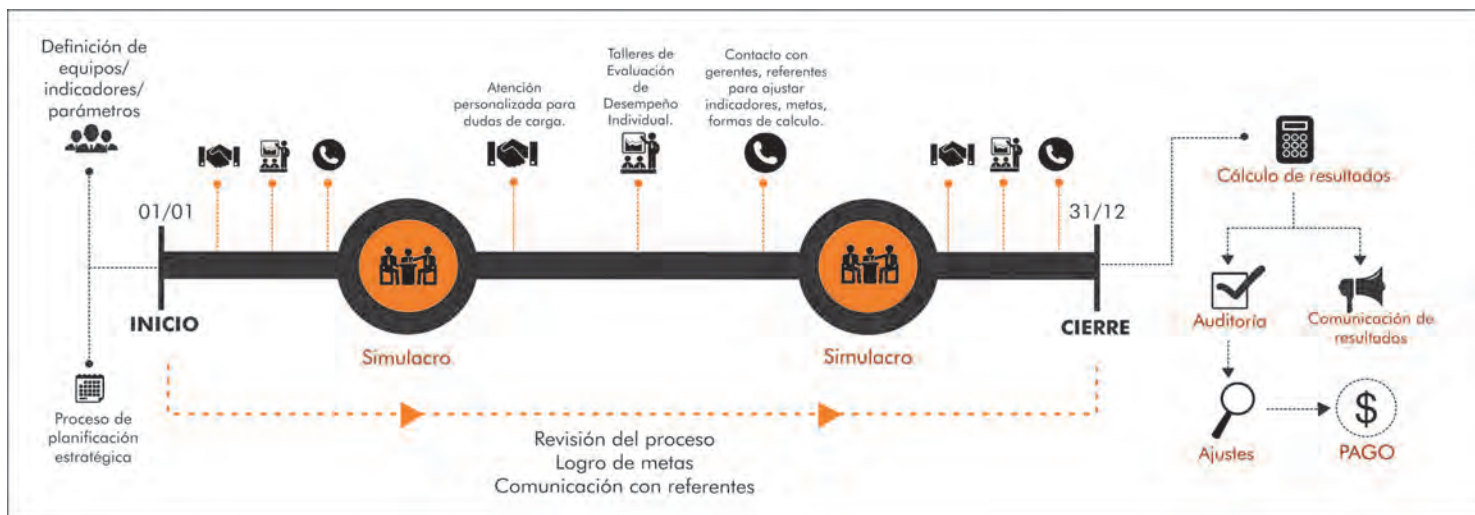 Definición de
equipos/
indicadores/
parámetros
Proceso de
planificación
estratégica
01/01
INICIO
Simulacro
Atención
personalizada para
dudas de carga.
Talleres de
Evaluación
de
Desempeño
Individual.
Contacto con
gerentes, referentes
para ajustar
indicadores, metas,
formas de calculo.
Simulacro
31/12
CIERRE
Revisión del proceso
Logro de metas
Comunicación con referentes
Cálculo de resultados
Auditoría
Comunicación de
resultados
Ajustes
$
PAGO